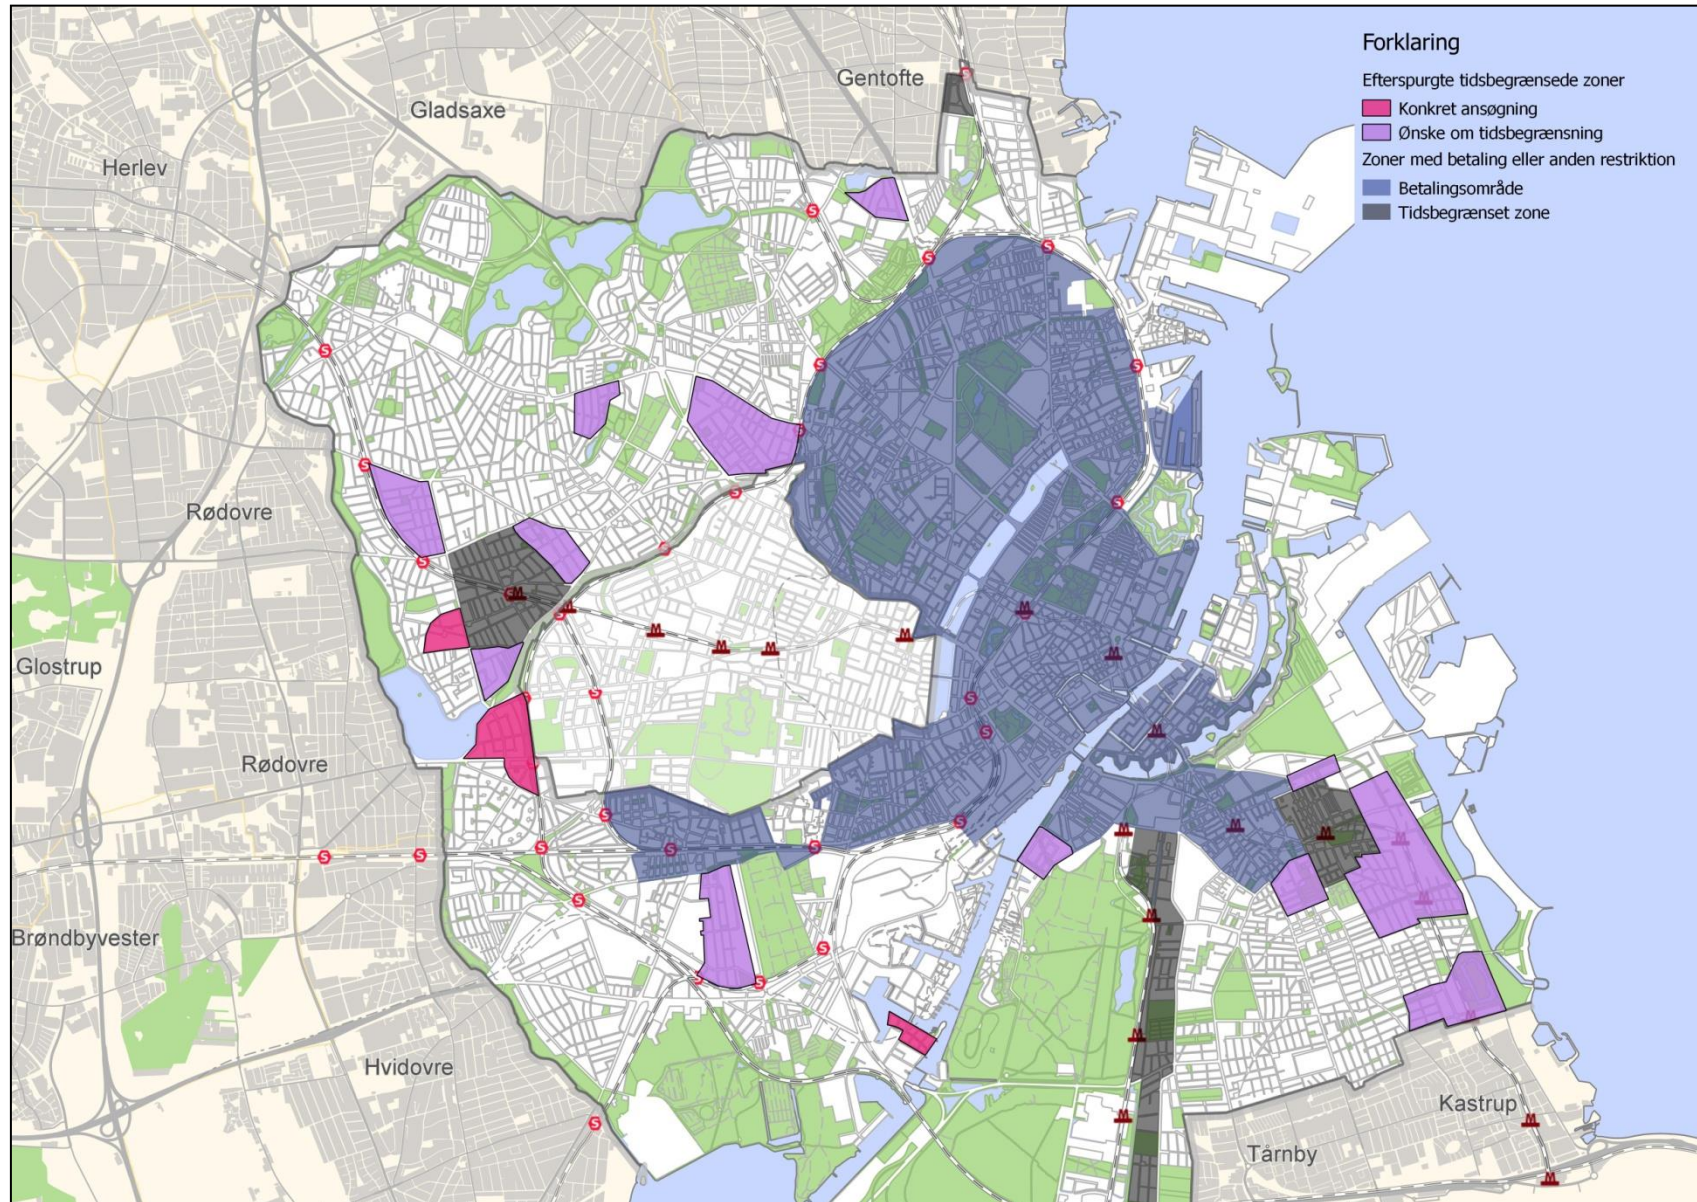 Forklaring
Efterspurgte tidsbegrænsede zoner
Konkret ansøgning
Ønske om tidsbegrænsning
Zoner med betaling eller anden restriktion
Betalingsområde
Tidsbegrænset zone
Gentofte
Gladsaxe
Herlev
Rødovre
Glostrup
Rødovre
Brøndbyvester
Hvidovre
Kastrup
Tårnby